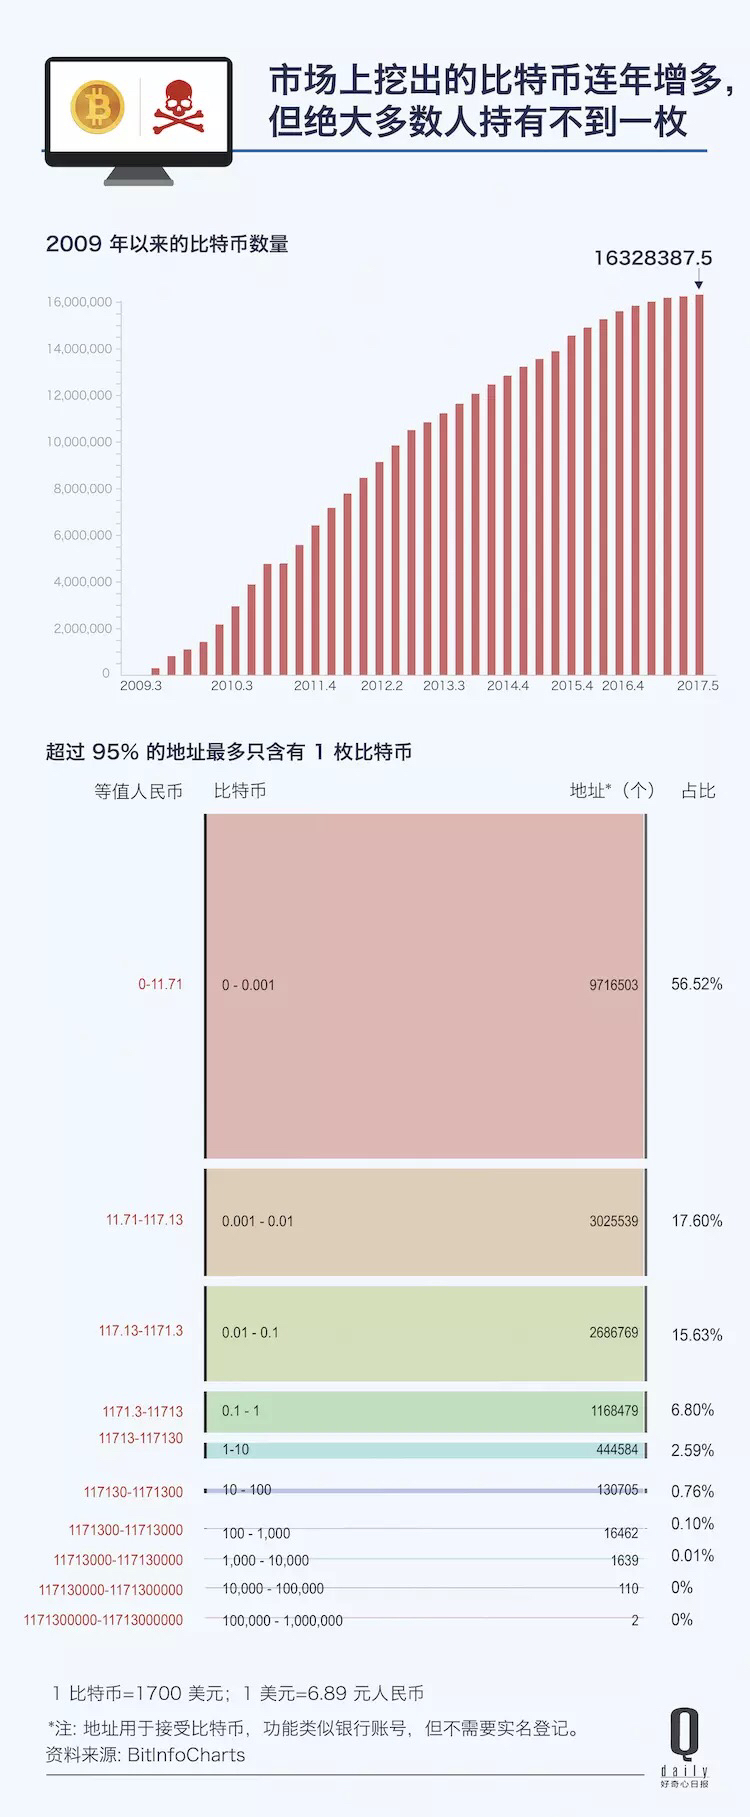 市场上挖出的比特币连年增多，
但绝大多数人持有不到一枚
2009 年以来的比特币数量
16328387.5
16,000,000
14,000,000
12,000,000
10,000,000
8,000,000
6,000,000
4,000,000
2,000,000
0
2009.3 2010.3 2011.4 2012.2 2013.3 2014.4 2015.4 2016.4 2017.5
超过 95% 的地址最多只含有 1 枚比特币
等值人民币 比特币 地址*（个） 占比
0-11.71 0 - 0.001 9716503 56.52%
11.71-117.13 0.001 - 0.01 3025539 17.60%
117.13-1171.3 0.01 - 0.1 2686769 15.63%
1171.3-11713 0.1 - 1 1168479 6.80%
11713-117130 1-10 444584 2.59%
117130-1171300 10 - 100 130705 0.76%
1171300-11713000 100 - 1,000 16462 0.10%
11713000-117130000 1,000 - 10,000 1639 0.01%
117130000-1171300000 10,000 - 100,000 110 0%
1171300000-11713000000 100,000 - 1,000,000 2 0%
1 比特币=1700 美元；1 美元=6.89 元人民币
*注: 地址用于接受比特币，功能类似银行账号，但不需要实名登记。
资料来源: BitInfoCharts
Q
daily
好奇心日报